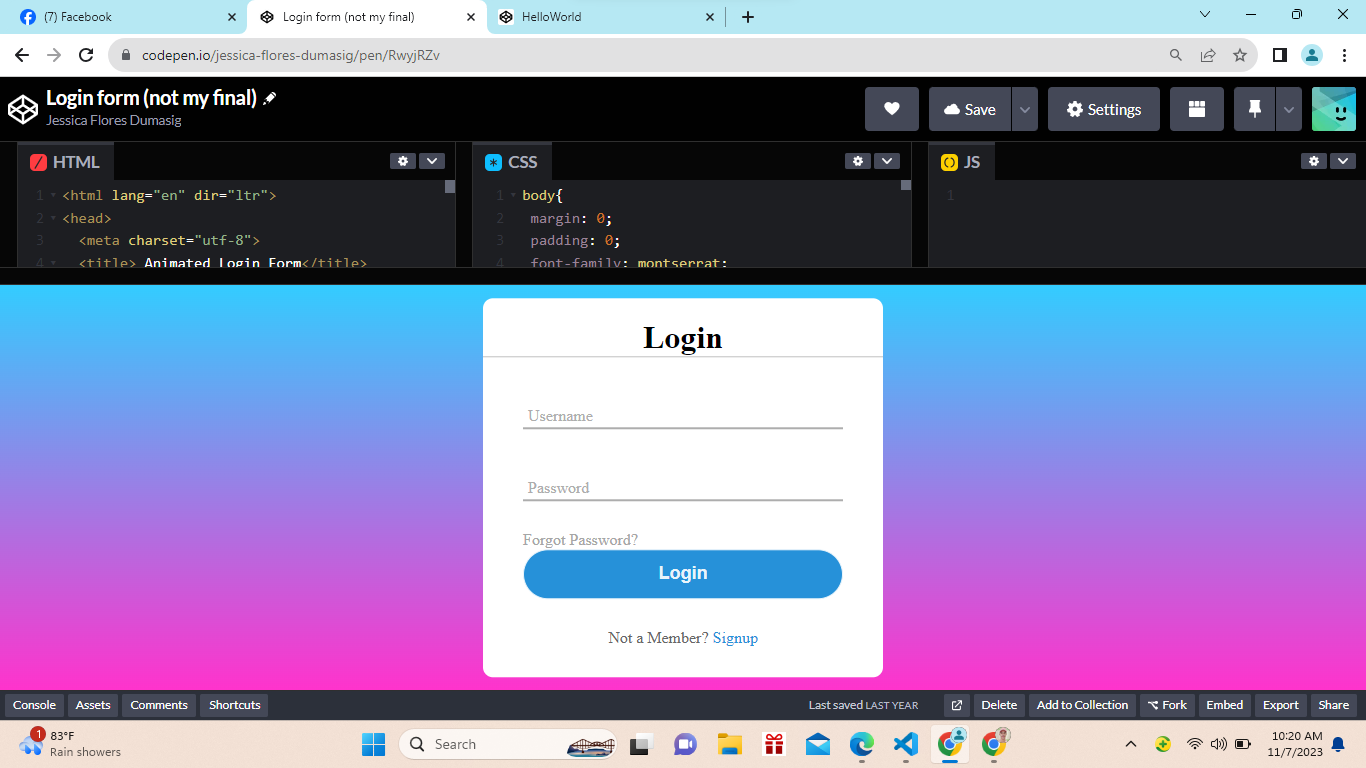 (7) Facebook
Login form (not my final)
HelloWorld
codepen.io/jessica-flores-dumasig/pen/RwyjRZv
Login form (not my final)
Jessica Flores Dumasig
Save
Settings
HTML
1 <html lang="en" dir="ltr">
2 <head>
3 <meta charset="utf-8">
4 <title> Animated Login Form</title>
CSS
1 body{
2 margin: 0;
3 padding: 0;
4 font-family: montserrat;
JS
1
Login
Username
Password
Forgot Password?
Login
Not a Member? Signup
Console Assets Comments Shortcuts
Last saved LAST YEAR
Delete Add to Collection Fork Embed Export Share
1
83°F
Rain showers
Search
10:20 AM
11/7/2023